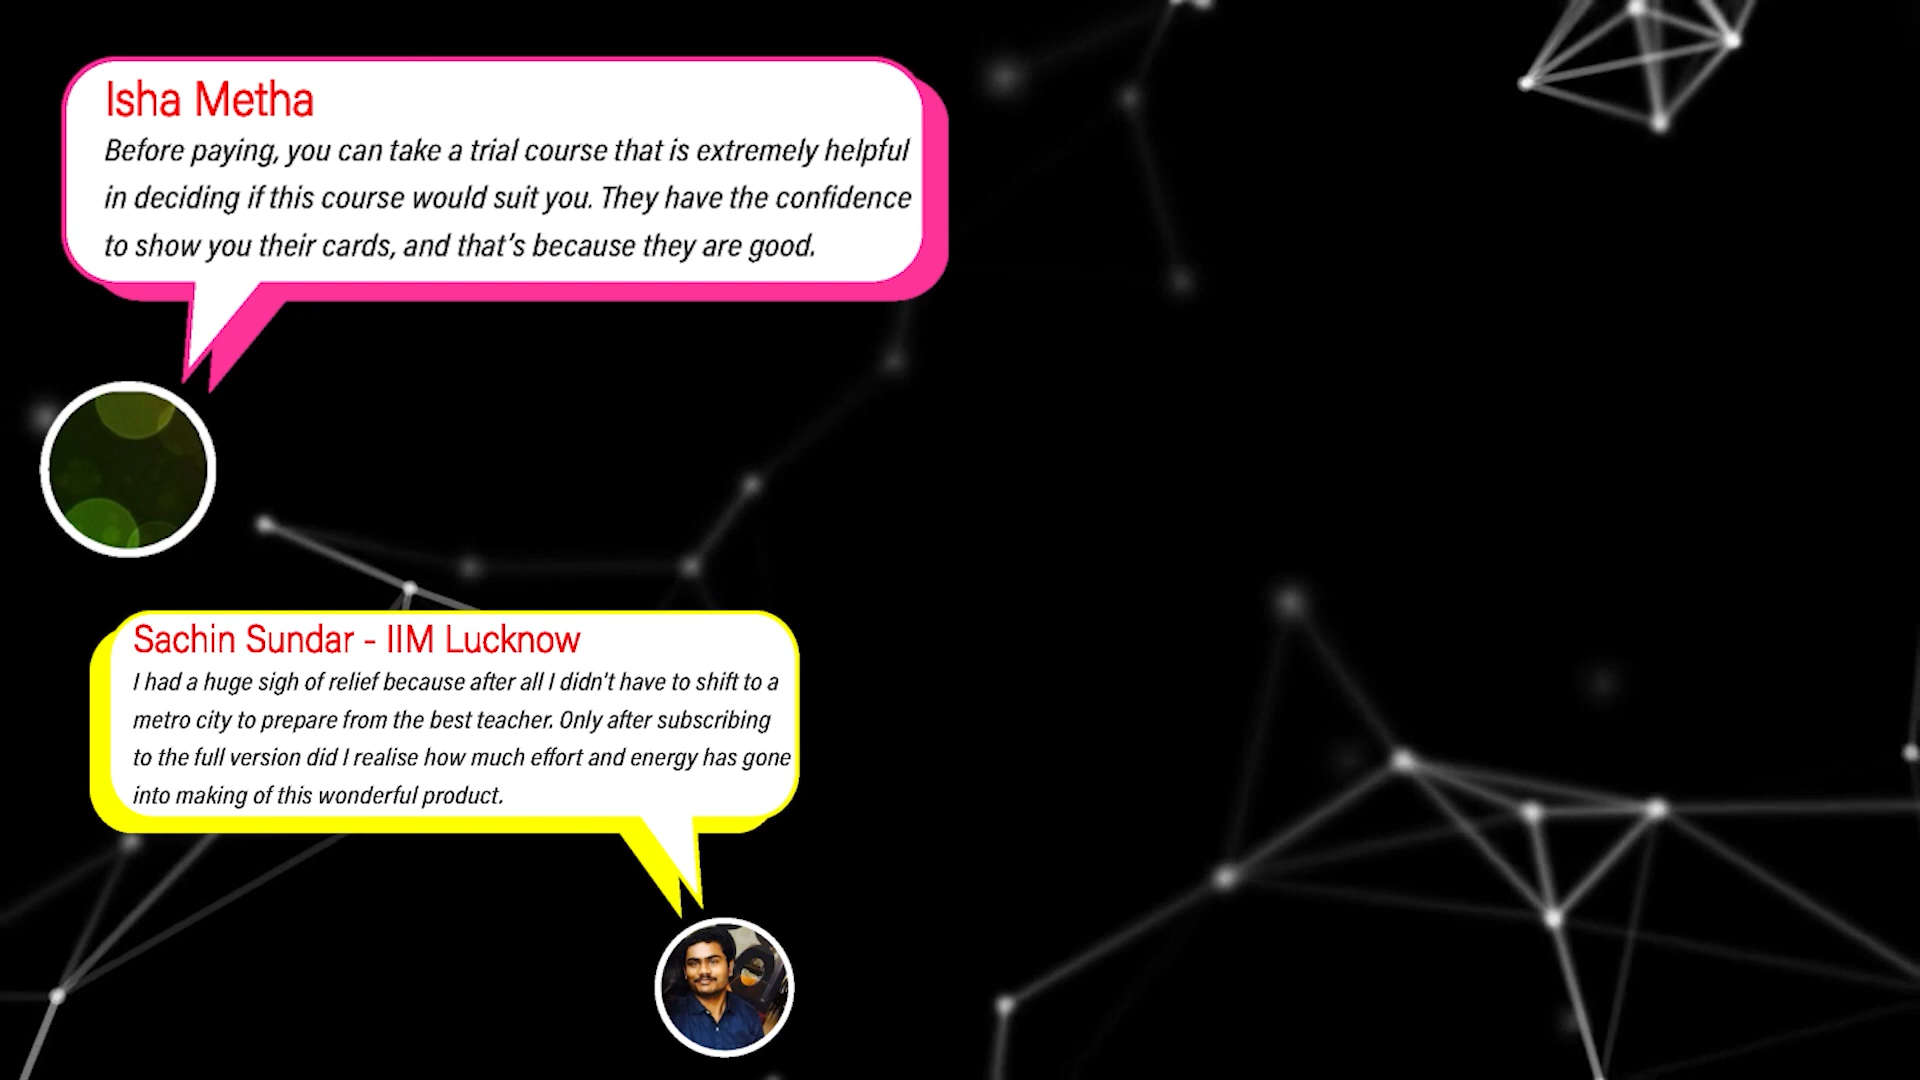 Isha Metha
Before paying, you can take a trial course that is extremely helpful
in deciding if this course would suit you. They have the confidence
to show you their cards, and that's because they are good.
Sachin Sundar - IIM Lucknow
I had a huge sigh of relief because after all I didn't have to shift to a
metro city to prepare from the best teacher. Only after subscribing
to the full version did I realise how much effort and energy has gone
into making of this wonderful product.